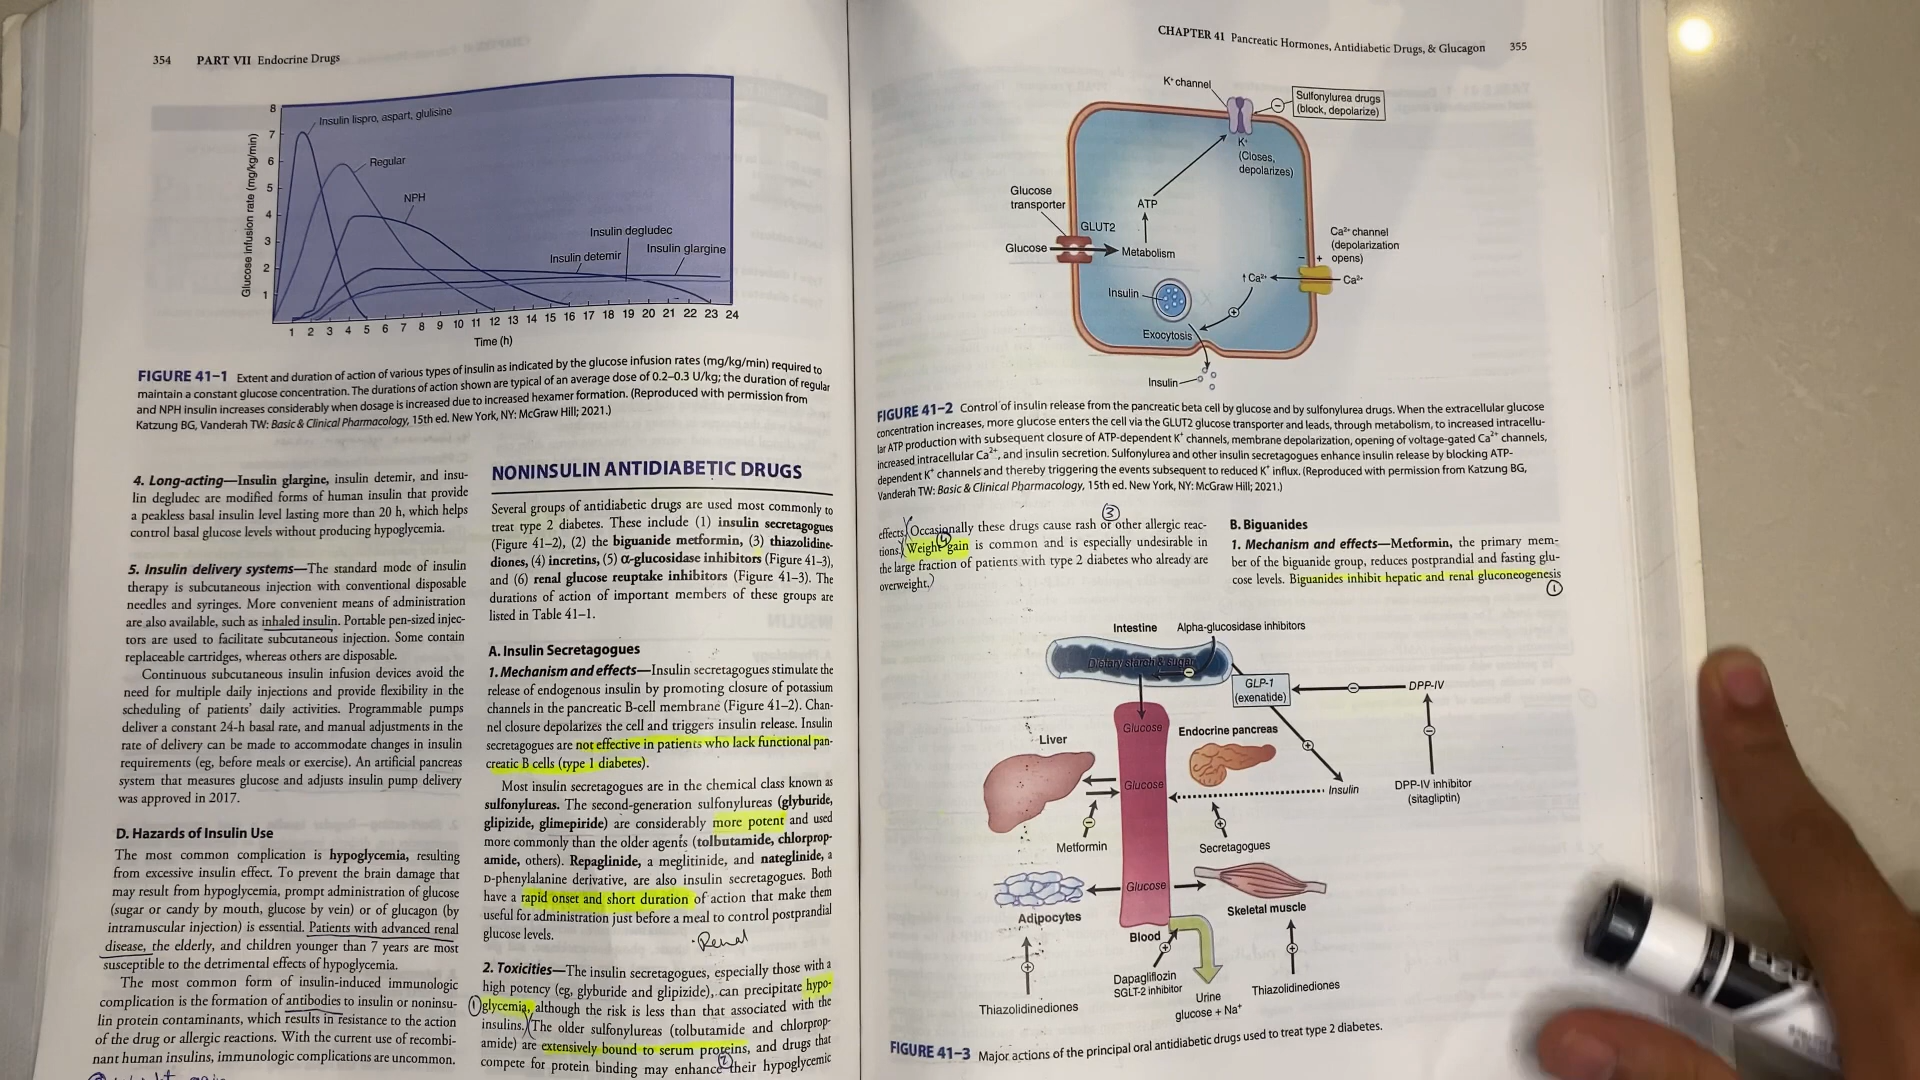 354 PART VII Endocrine Drugs
8
7
6
5
4
3
2
1
Glucose infusion rate (mg/kg/min)
Insulin lispro, aspart, glulisine
Regular
NPH
Insulin degludec
Insulin detemir
Insulin glargine
1 2 3 4 5 6 7 8 9 10 11 12 13 14 15 16 17 18 19 20 21 22 23 24
Time (h)
FIGURE 41–1 Extent and duration of action of various types of insulin as indicated by the glucose infusion rates (mg/kg/min) required to
maintain a constant glucose concentration. The durations of action shown are typical of an average dose of 0.2–0.3 U/kg; the duration of regular
and NPH insulin increases considerably when dosage is increased due to increased hexamer formation. (Reproduced with permission from
Katzung BG, Vanderah TW: Basic & Clinical Pharmacology, 15th ed. New York, NY: McGraw Hill; 2021.)
4. Long-acting—Insulin glargine, insulin detemir, and insu-
lin degludec are modified forms of human insulin that provide
a peakless basal insulin level lasting more than 20 h, which helps
control basal glucose levels without producing hypoglycemia.
5. Insulin delivery systems—The standard mode of insulin
therapy is subcutaneous injection with conventional disposable
needles and syringes. More convenient means of administration
are also available, such as inhaled insulin. Portable pen-sized injec-
tors are used to facilitate subcutaneous injection. Some contain
replaceable cartridges, whereas others are disposable.
Continuous subcutaneous insulin infusion devices avoid the
need for multiple daily injections and provide flexibility in the
scheduling of patients' daily activities. Programmable pumps
deliver a constant 24-h basal rate, and manual adjustments in the
rate of delivery can be made to accommodate changes in insulin
requirements (eg, before meals or exercise). An artificial pancreas
system that measures glucose and adjusts insulin pump delivery
was approved in 2017.
D. Hazards of Insulin Use
The most common complication is hypoglycemia, resulting
from excessive insulin effect. To prevent the brain damage that
may result from hypoglycemia, prompt administration of glucose
(sugar or candy by mouth, glucose by vein) or of glucagon (by
intramuscular injection) is essential. Patients with advanced renal
disease, the elderly, and children younger than 7 years are most
susceptible to the detrimental effects of hypoglycemia.
The most common form of insulin-induced immunologic
complication is the formation of antibodies to insulin or noninsu-
lin protein contaminants, which results in resistance to the action
of the drug or allergic reactions. With the current use of recombi-
nant human insulins, immunologic complications are uncommon.
NONINSULIN ANTIDIABETIC DRUGS
Several groups of antidiabetic drugs are used most commonly to
treat type 2 diabetes. These include (1) insulin secretagogues
(Figure 41–2), (2) the biguanide metformin, (3) thiazolidine-
diones, (4) incretins, (5) α-glucosidase inhibitors (Figure 41–3),
and (6) renal glucose reuptake inhibitors (Figure 41–3). The
durations of action of important members of these groups are
listed in Table 41–1.
A. Insulin Secretagogues
1. Mechanism and effects—Insulin secretagogues stimulate the
release of endogenous insulin by promoting closure of potassium
channels in the pancreatic B-cell membrane (Figure 41–2). Chan-
nel closure depolarizes the cell and triggers insulin release. Insulin
secretagogues are not effective in patients who lack functional pan-
creatic B cells (type 1 diabetes).
Most insulin secretagogues are in the chemical class known as
sulfonylureas. The second-generation sulfonylureas (glyburide,
glipizide, glimepiride) are considerably more potent and used
more commonly than the older agents (tolbutamide, chlorprop-
amide, others). Repaglinide, a meglitinide, and nateglinide, a
D-phenylalanine derivative, are also insulin secretagogues. Both
have a rapid onset and short duration of action that make them
useful for administration just before a meal to control postprandial
glucose levels.
Renal
2. Toxicities—The insulin secretagogues, especially those with a
high potency (eg, glyburide and glipizide), can precipitate hypo-
① glycemia, although the risk is less than that associated with the
insulins. The older sulfonylureas (tolbutamide and chlorprop-
amide) are extensively bound to serum proteins, and drugs that
compete for protein binding may enhance ② their hypoglycemic
CHAPTER 41 Pancreatic Hormones, Antidiabetic Drugs, & Glucagon 355
K⁺ channel
Sulfonylurea drugs
(block, depolarize)
K⁺
(Closes,
depolarizes)
Glucose
transporter
GLUT2
ATP
Glucose
Metabolism
Ca²⁺ channel
(depolarization
opens)
– +
↑ Ca²⁺
Ca²⁺
Insulin
Exocytosis
Insulin
FIGURE 41–2 Control of insulin release from the pancreatic beta cell by glucose and by sulfonylurea drugs. When the extracellular glucose
concentration increases, more glucose enters the cell via the GLUT2 glucose transporter and leads, through metabolism, to increased intracellu-
lar ATP production with subsequent closure of ATP-dependent K⁺ channels, membrane depolarization, opening of voltage-gated Ca²⁺ channels,
increased intracellular Ca²⁺, and insulin secretion. Sulfonylurea and other insulin secretagogues enhance insulin release by blocking ATP-
dependent K⁺ channels and thereby triggering the events subsequent to reduced K⁺ influx. (Reproduced with permission from Katzung BG,
Vanderah TW: Basic & Clinical Pharmacology, 15th ed. New York, NY: McGraw Hill; 2021.)
③
effects. Occasionally these drugs cause rash or other allergic reac-
tions. ④ Weight gain is common and is especially undesirable in
the large fraction of patients with type 2 diabetes who already are
overweight.
B. Biguanides
1. Mechanism and effects—Metformin, the primary mem-
ber of the biguanide group, reduces postprandial and fasting glu-
cose levels. Biguanides inhibit hepatic and renal gluconeogenesis
①
Intestine
Alpha-glucosidase inhibitors
Dietary starch & sugar
GLP-1
(exenatide)
DPP-IV
Glucose
Endocrine pancreas
Liver
Glucose
Insulin
DPP-IV inhibitor
(sitagliptin)
Metformin
Secretagogues
Glucose
Adipocytes
Skeletal muscle
Blood
Dapagliflozin
SGLT-2 inhibitor
Thiazolidinediones
Urine
glucose + Na⁺
Thiazolidinediones
FIGURE 41–3 Major actions of the principal oral antidiabetic drugs used to treat type 2 diabetes.